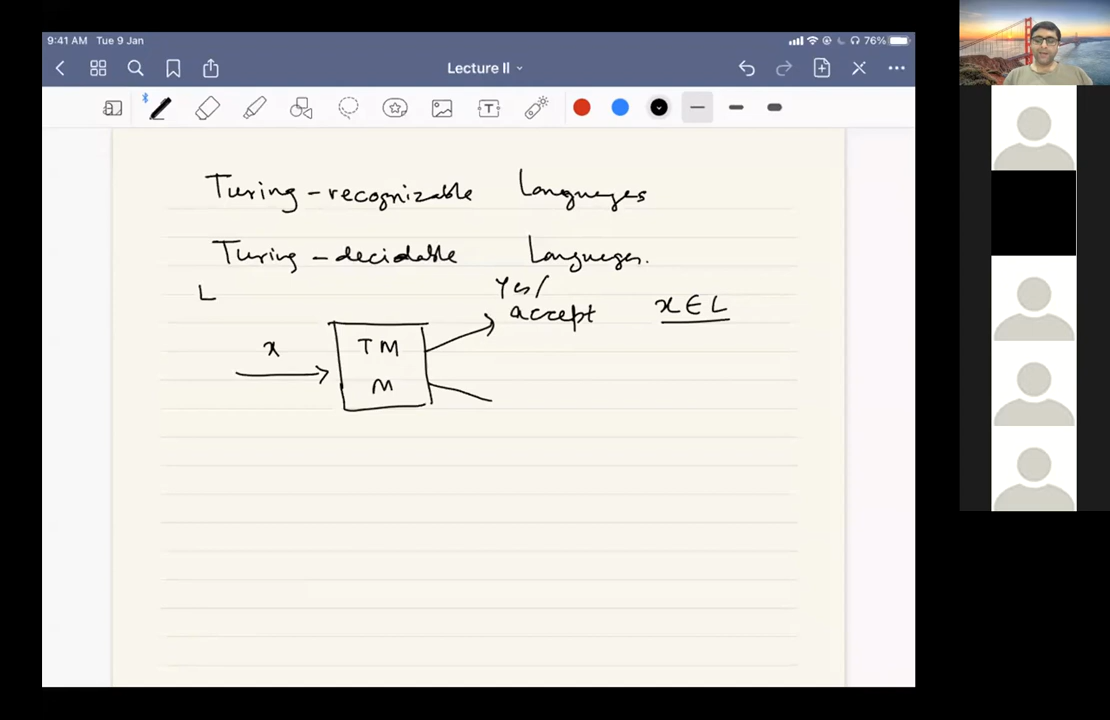 9:41 AM Tue 9 Jan
76%
Lecture II
T
Turing-recognizable Languages
Turing-decidable Languages.
L
Yes/
accept x∈L
x
TM
M